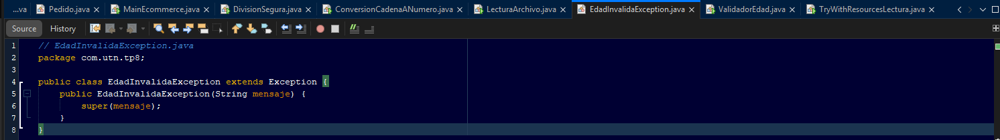 ...va Pedido.java MainEcommerce.java DivisionSegura.java ConversionCadenaANumero.java LecturaArchivo.java EdadInvalidaException.java ValidadorEdad.java TryWithResourcesLectura.java
Source History
1 // EdadInvalidaException.java
2 package com.utn.tp8;
3
4 public class EdadInvalidaException extends Exception {
5 public EdadInvalidaException(String mensaje) {
6 super(mensaje);
7 }
8 }